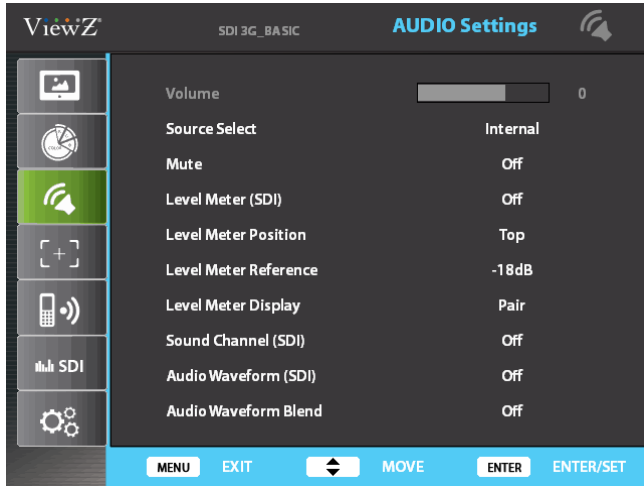 ViewZ
SDI 3G_BASIC
AUDIO Settings
Volume 0
Source Select Internal
Mute Off
Level Meter (SDI) Off
Level Meter Position Top
Level Meter Reference -18dB
Level Meter Display Pair
Sound Channel (SDI) Off
Audio Waveform (SDI) Off
Audio Waveform Blend Off
COLOR
SDI
MENU EXIT MOVE ENTER ENTER/SET